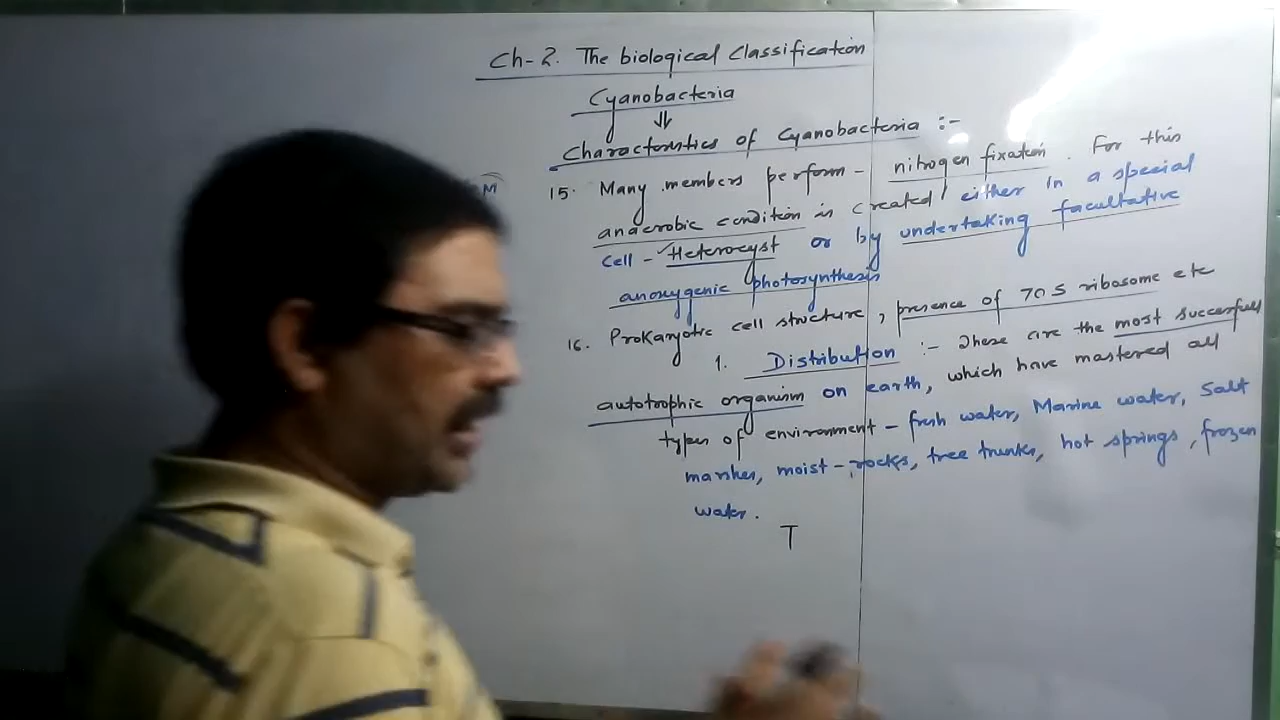 Ch-2. The biological Classification
Cyanobacteria
⇓
Characteristics of Cyanobacteria :-
15. Many members perform - nitrogen fixation. For this
anaerobic condition is created either in a special
cell - ✓Heterocyst or by undertaking facultative
anoxygenic photosynthesis
16. Prokaryotic cell structure, presence of 70S ribosome etc
1. Distribution :- These are the most successful
autotrophic organism on earth, which have mastered all
types of environment - fresh water, Marine water, Salt
marshes, moist-rocks, tree trunks, hot springs, frozen
water.
T